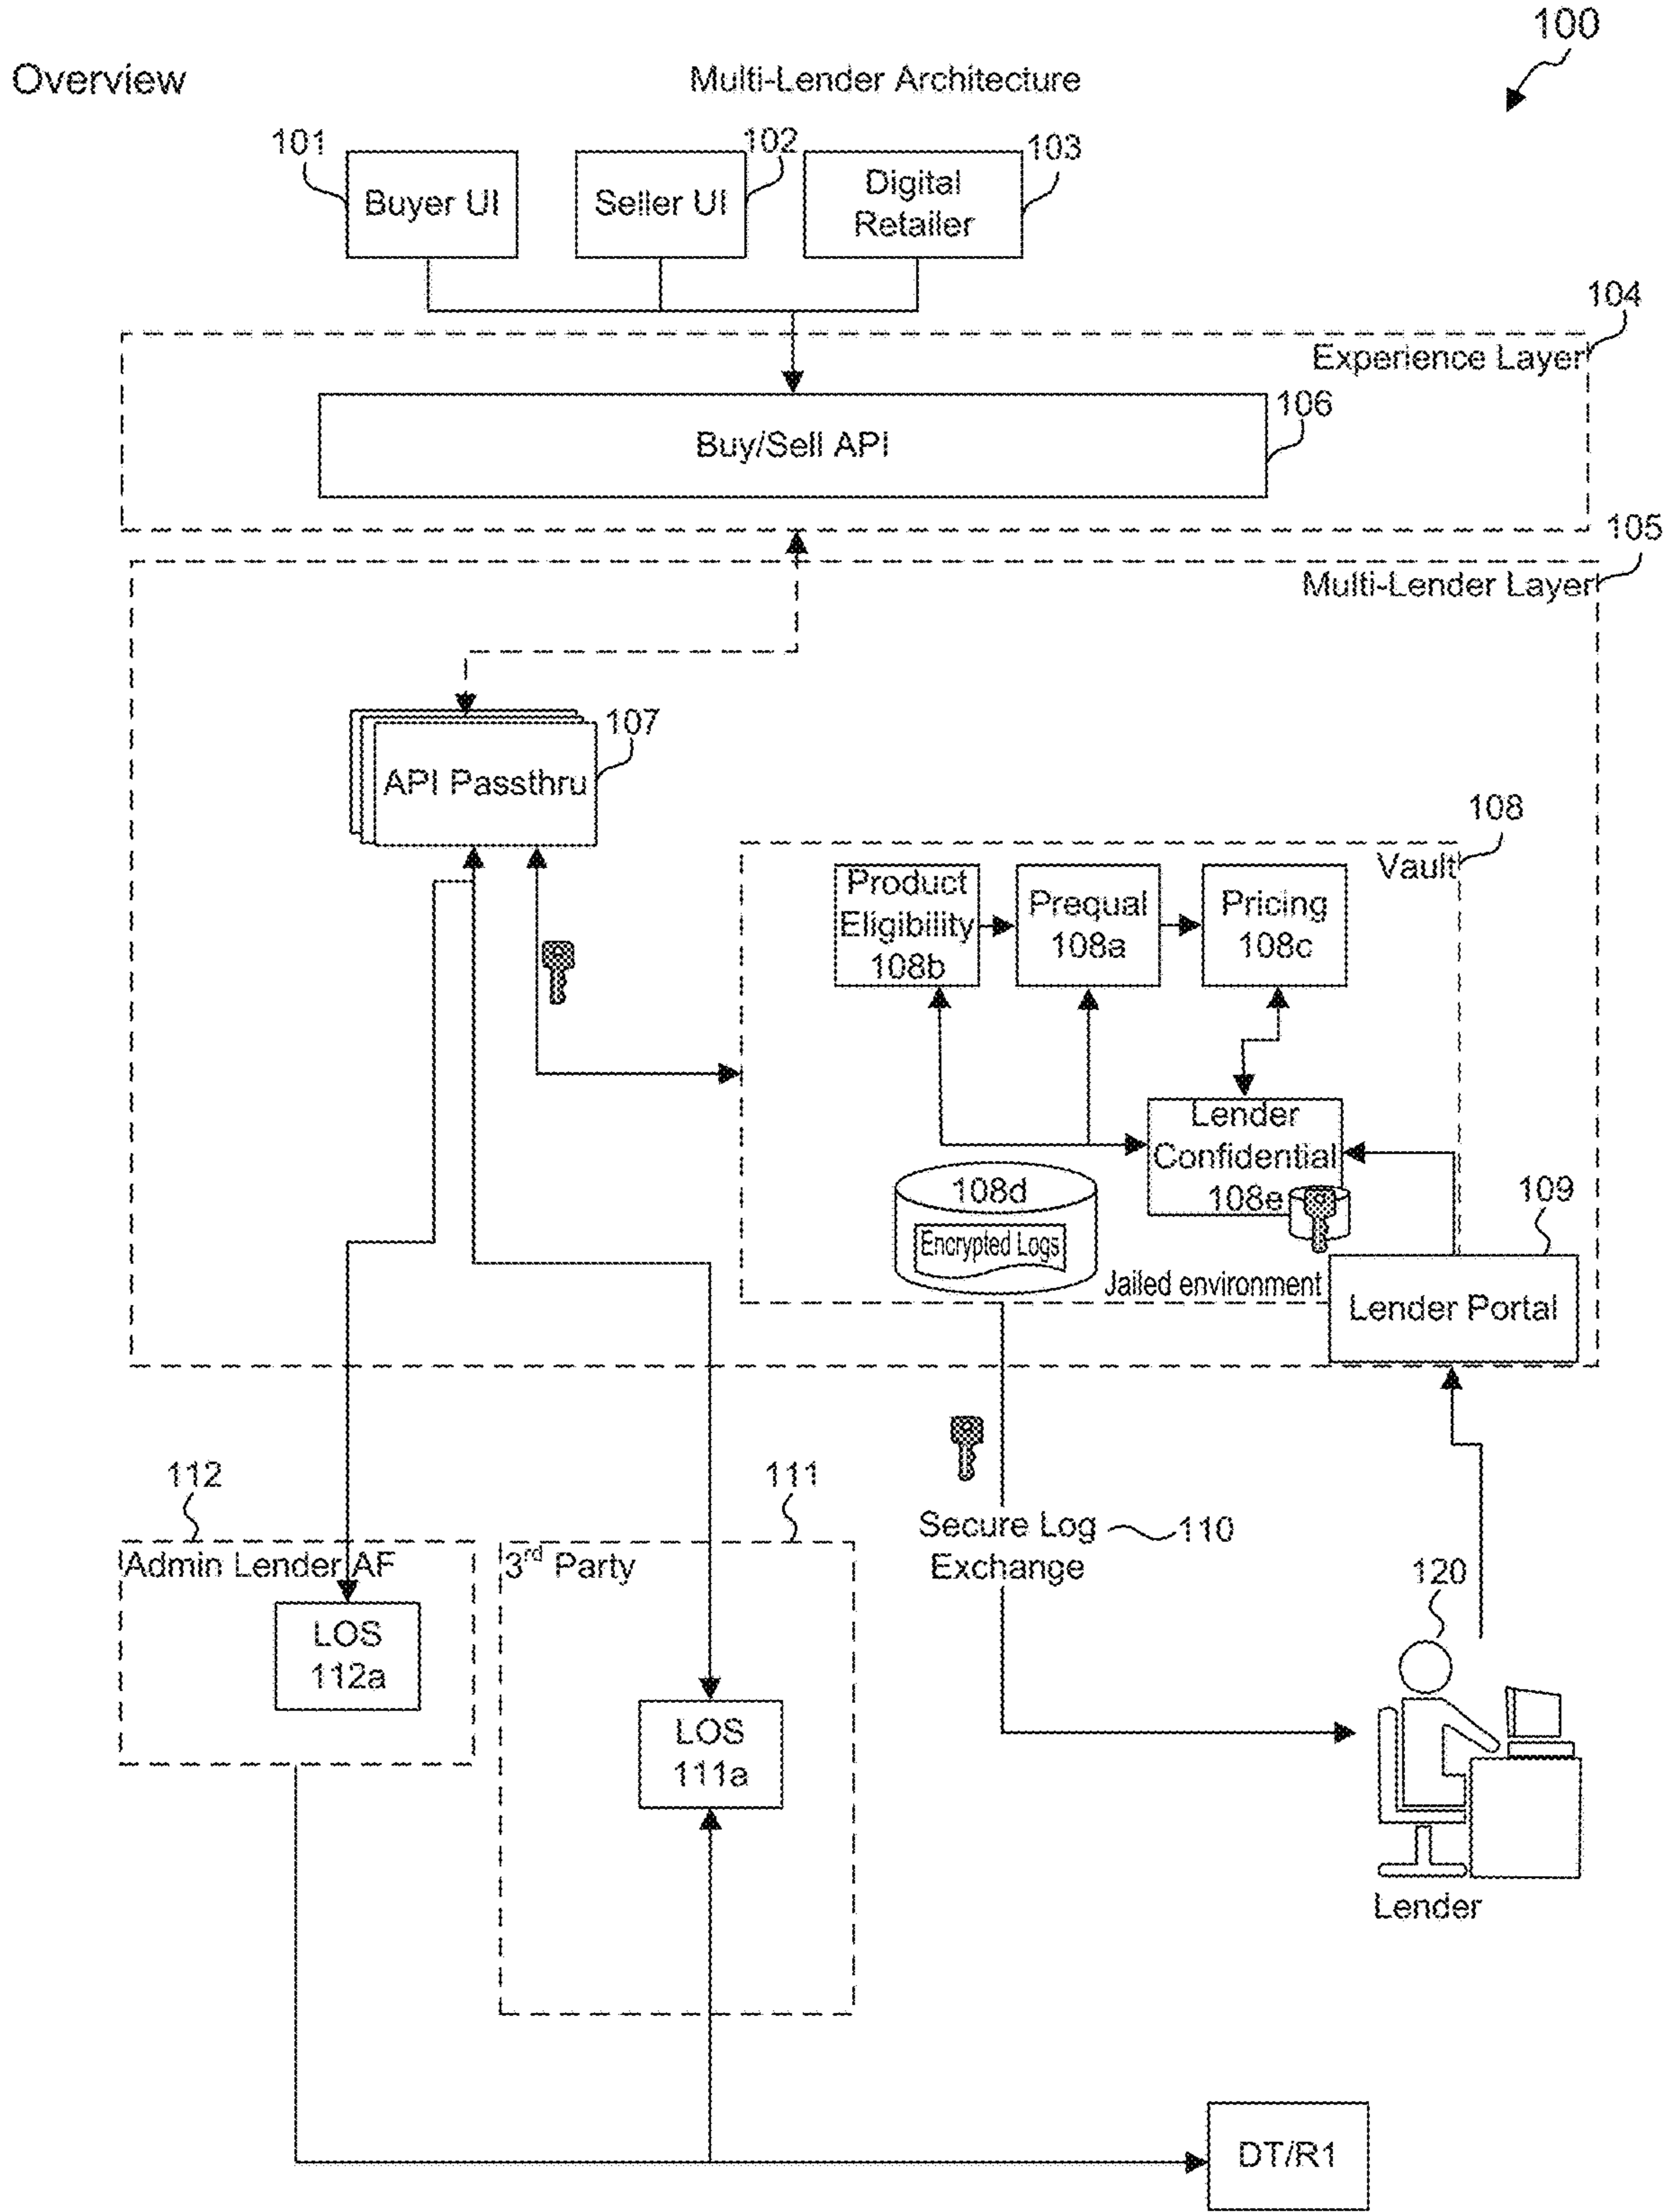 100
Overview
Multi-Lender Architecture
101
102
103
Buyer UI
Seller UI
Digital
Retailer
104
Experience Layer
106
Buy/Sell API
105
Multi-Lender Layer
107
API Passthru
108
Vault
Product
Eligibility
108b
Prequal
108a
Pricing
108c
Lender
Confidential
108e
108d
Encrypted Logs
109
Jailed environment
Lender Portal
112
111
Secure Log
Exchange
110
Admin Lender AF
3rd Party
120
LOS
112a
LOS
111a
Lender
DT/R1